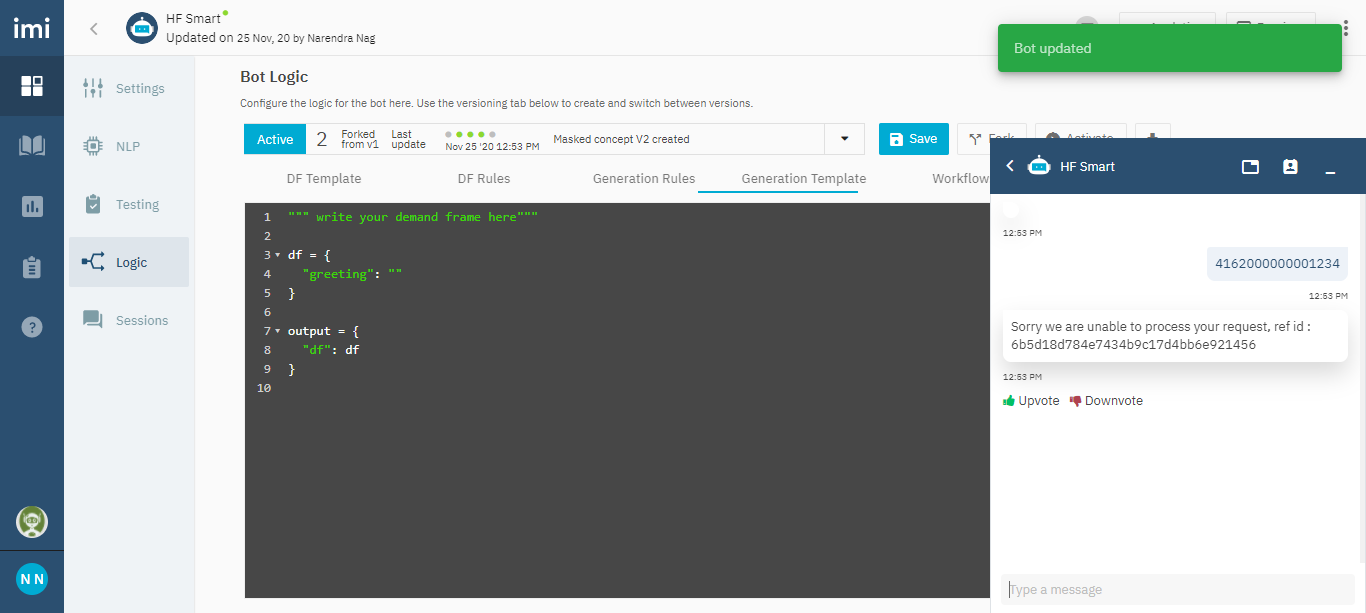 imi
HF Smart
Updated on 25 Nov, 20 by Narendra Nag
Bot updated
Settings
NLP
Testing
Logic
Sessions
Bot Logic
Configure the logic for the bot here. Use the versioning tab below to create and switch between versions.
Active
2
Forked
from v1
Last
update
Nov 25 '20 12:53 PM
Masked concept V2 created
Save
Fork
Activate
DF Template
DF Rules
Generation Rules
Generation Template
Workflow
1 """ write your demand frame here"""
2
3 df = {
4 "greeting": ""
5 }
6
7 output = {
8 "df": df
9 }
10
HF Smart
12:53 PM
4162000000001234
12:53 PM
Sorry we are unable to process your request, ref id :
6b5d18d784e7434b9c17d4bb6e921456
12:53 PM
Upvote Downvote
Type a message
?
N N